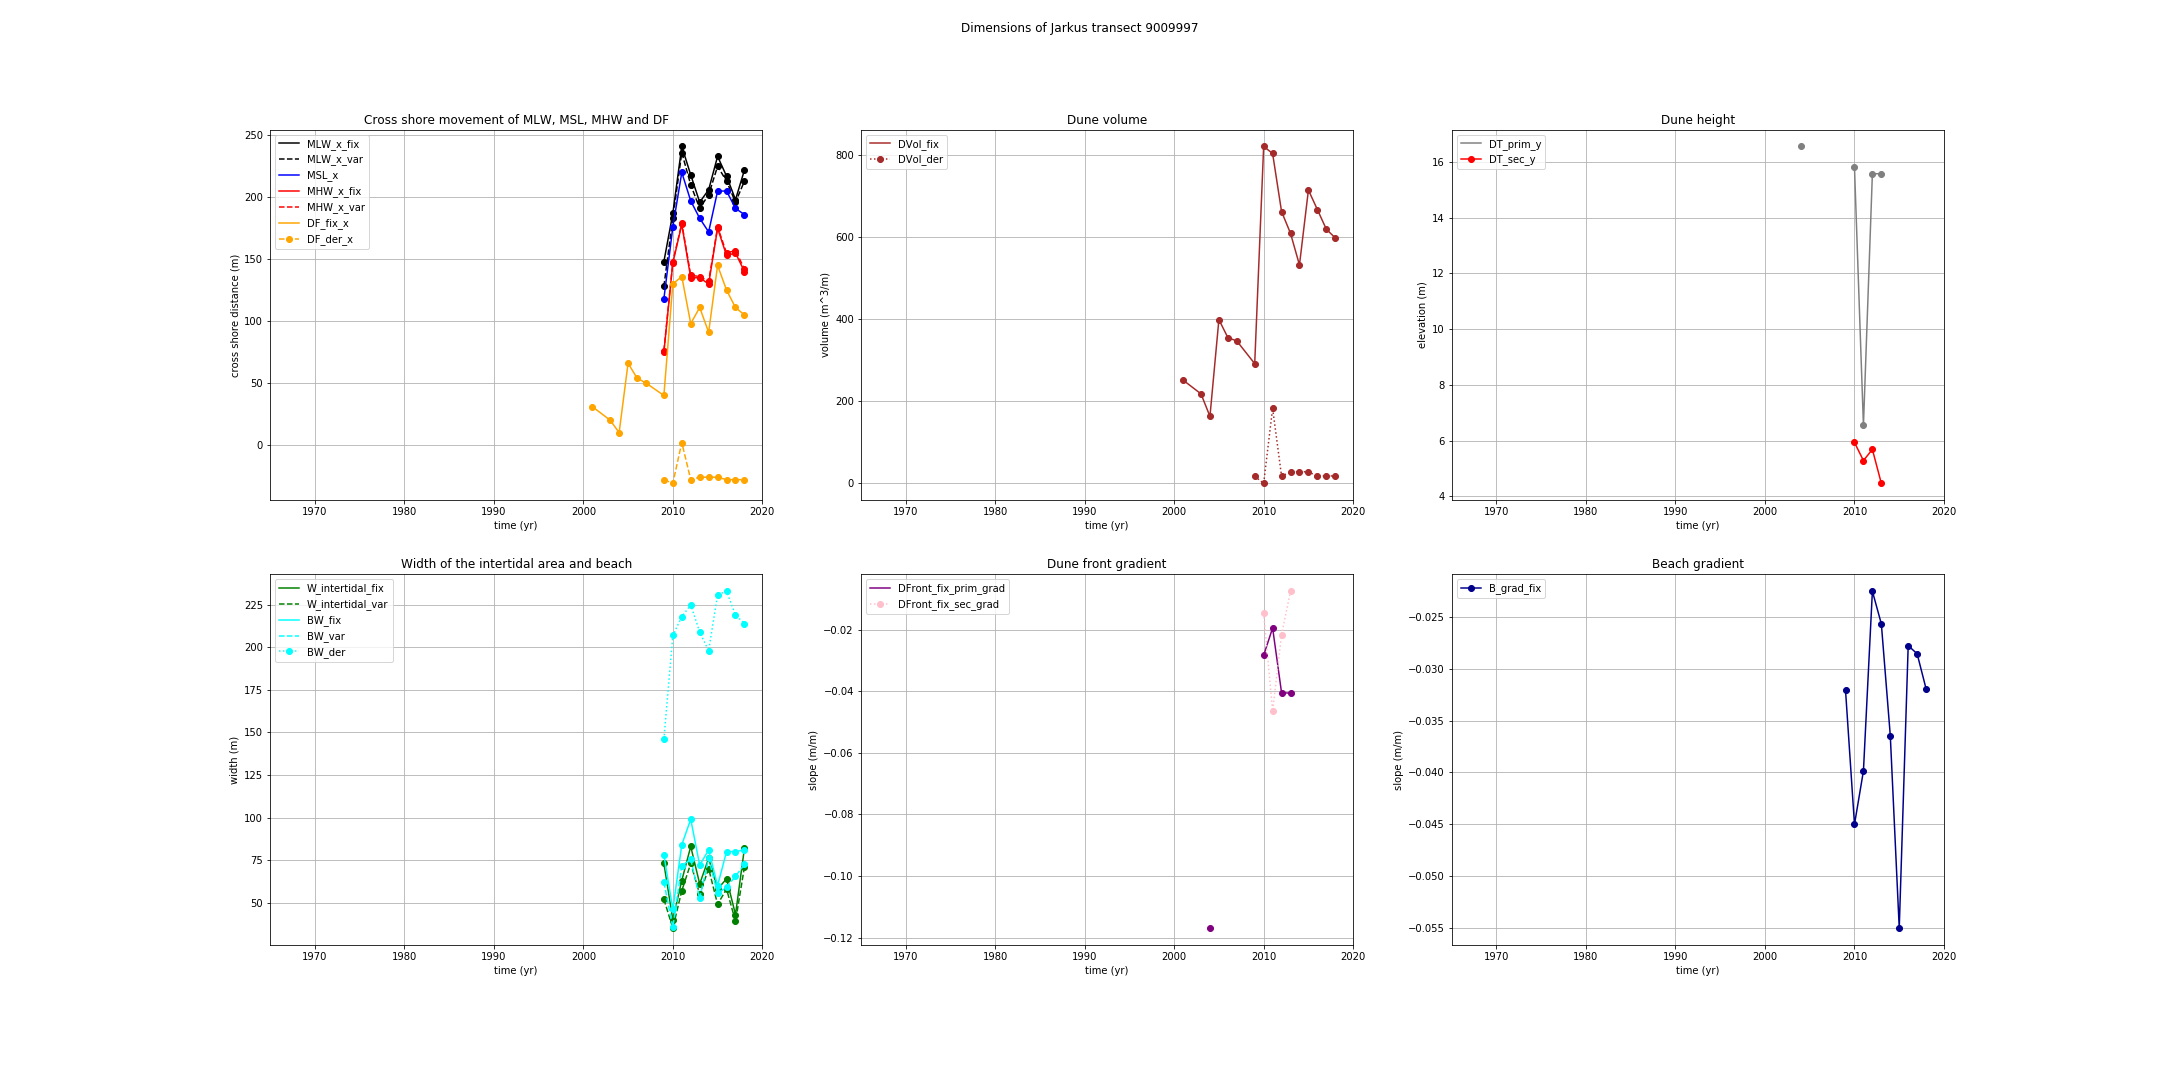 Dimensions of Jarkus transect 9009997
Cross shore movement of MLW, MSL, MHW and DF
250
200
150
100
50
0
cross shore distance (m)
MLW_x_fix
MLW_x_var
MSL_x
MHW_x_fix
MHW_x_var
DF_fix_x
DF_der_x
1970 1980 1990 2000 2010 2020
time (yr)
Dune volume
800
600
400
200
0
volume (m^3/m)
DVol_fix
DVol_der
1970 1980 1990 2000 2010 2020
time (yr)
Dune height
16
14
12
10
8
6
4
elevation (m)
DT_prim_y
DT_sec_y
1970 1980 1990 2000 2010 2020
time (yr)
Width of the intertidal area and beach
225
200
175
150
125
100
75
50
width (m)
W_intertidal_fix
W_intertidal_var
BW_fix
BW_var
BW_der
1970 1980 1990 2000 2010 2020
time (yr)
Dune front gradient
−0.02
−0.04
−0.06
−0.08
−0.10
−0.12
slope (m/m)
DFront_fix_prim_grad
DFront_fix_sec_grad
1970 1980 1990 2000 2010 2020
time (yr)
Beach gradient
−0.025
−0.030
−0.035
−0.040
−0.045
−0.050
−0.055
slope (m/m)
B_grad_fix
1970 1980 1990 2000 2010 2020
time (yr)